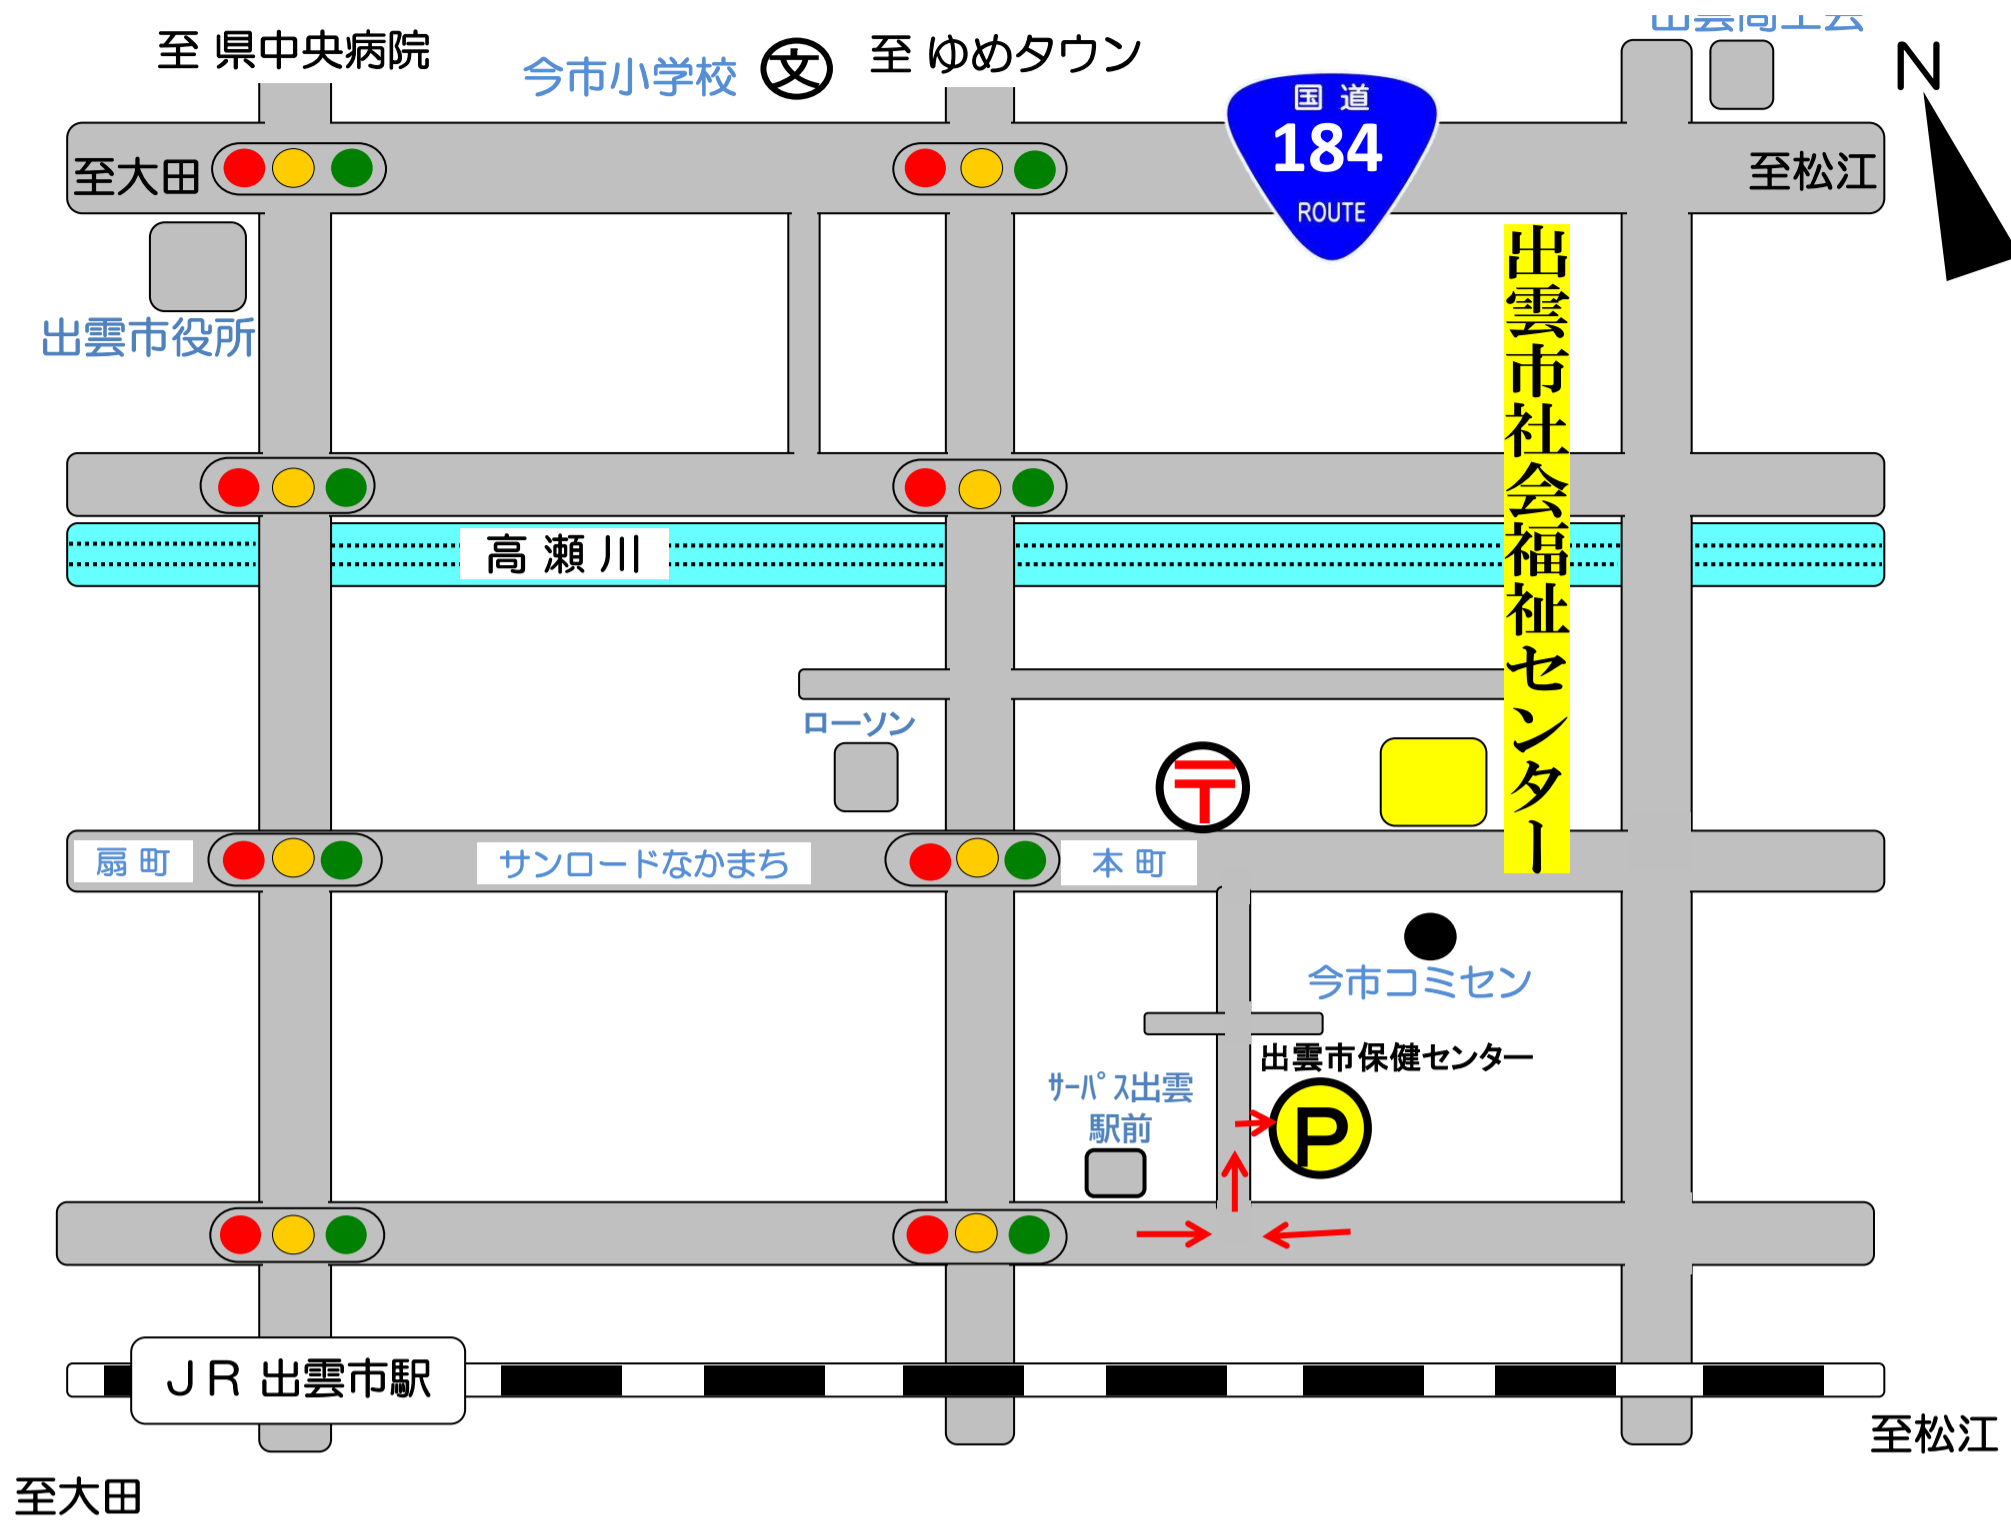 至 県中央病院
今市小学校
文
至 ゆめタウン
N
国道
184
ROUTE
至大田
至松江
出雲市役所
出雲市社会福祉センター
高瀬川
ローソン
〒
扇町
サンロードなかまち
本町
今市コミセン
出雲市保健センター
ｻｰﾊﾟｽ出雲
駅前
P
ＪＲ 出雲市駅
至松江
至大田